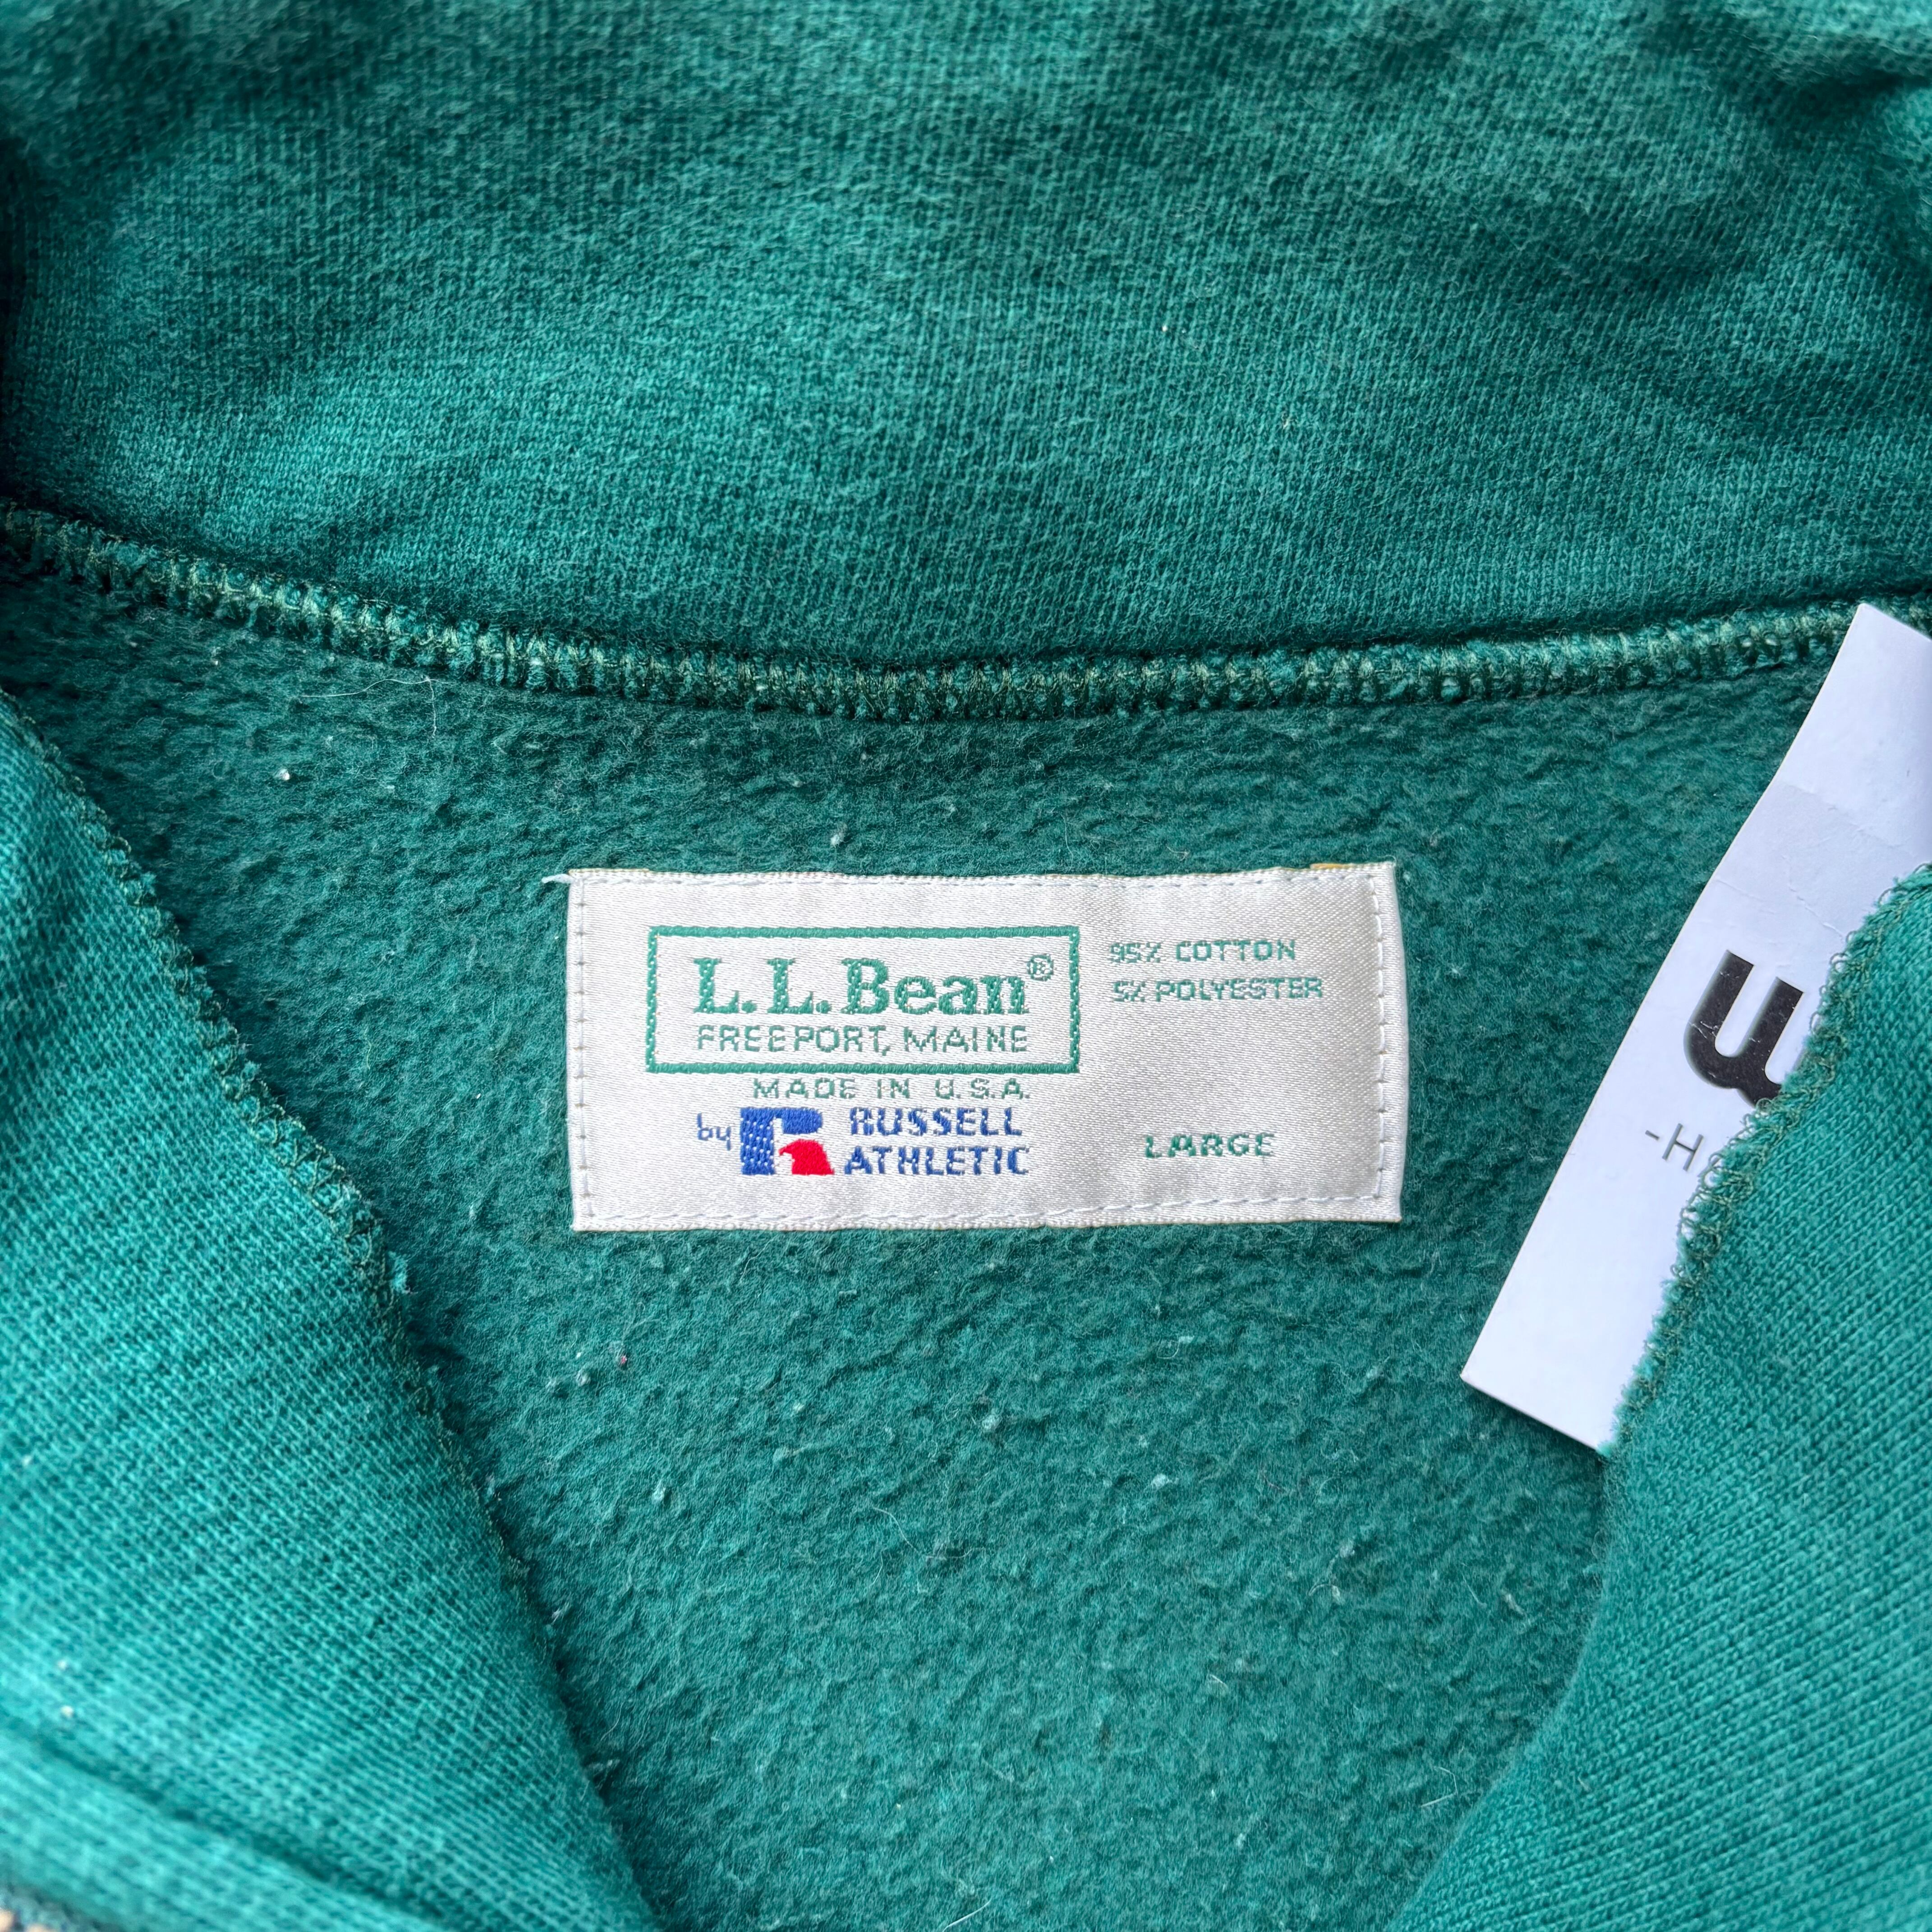 L.L.Bean®
FREEPORT, MAINE
MADE IN U.S.A.
by R RUSSELL
ATHLETIC
95% COTTON
5% POLYESTER
LARGE